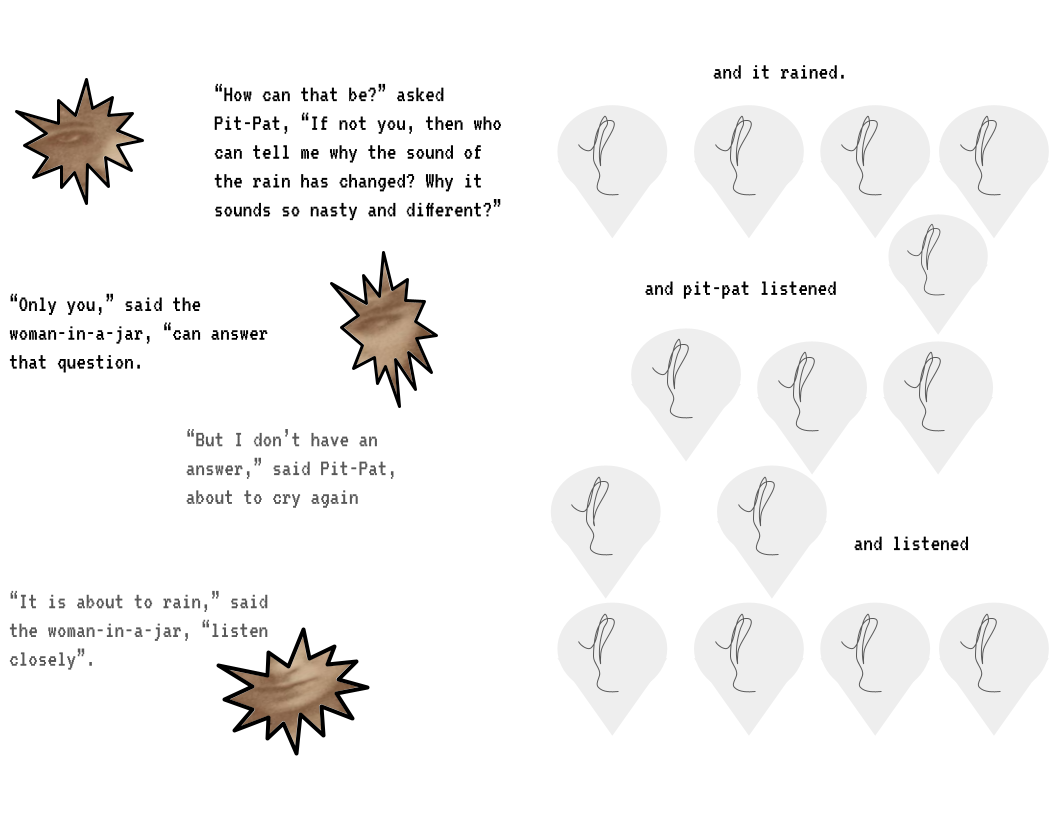 “How can that be?” asked
Pit-Pat, “If not you, then who
can tell me why the sound of
the rain has changed? Why it
sounds so nasty and different?”
“Only you,” said the
woman-in-a-jar, “can answer
that question.
“But I don’t have an
answer,” said Pit-Pat,
about to cry again
“It is about to rain,” said
the woman-in-a-jar, “listen
closely”.
and it rained.
and pit-pat listened
and listened